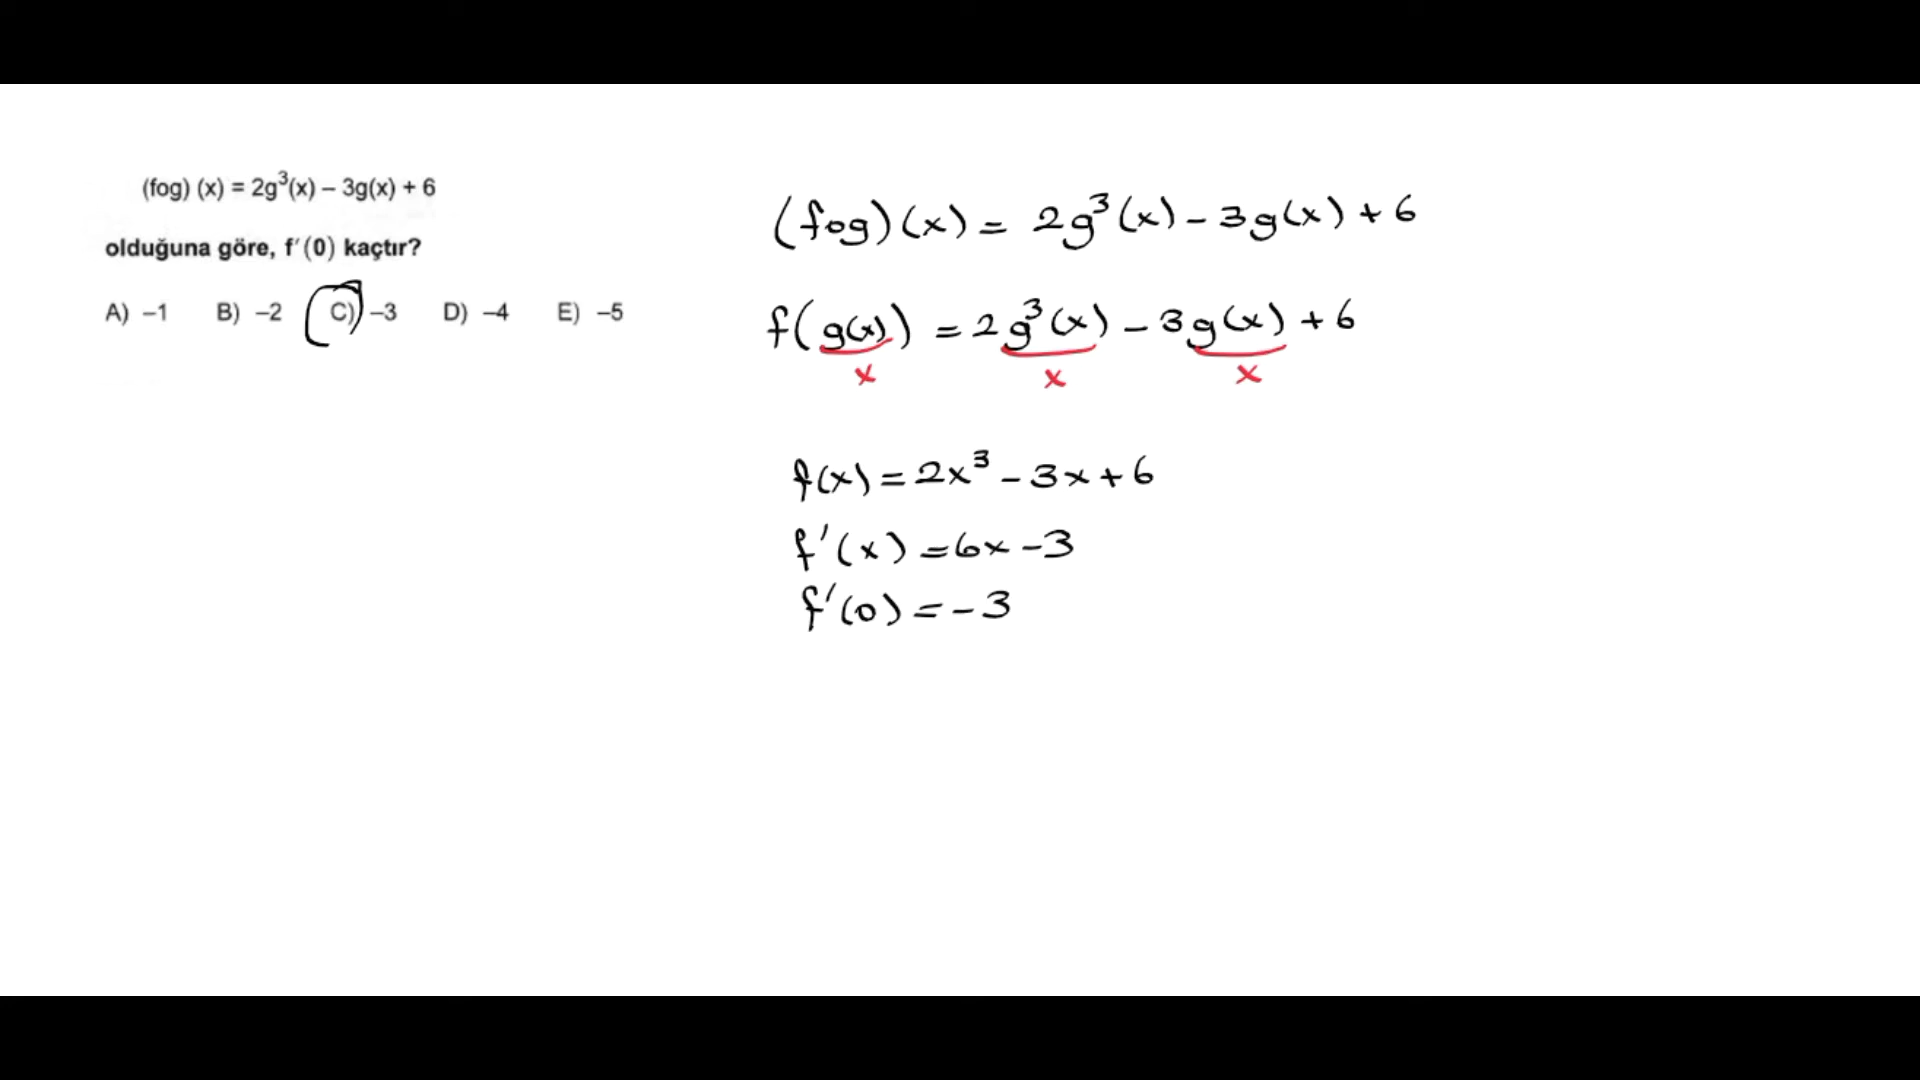 (fog) (x) = 2g³(x) – 3g(x) + 6
olduğuna göre, f′(0) kaçtır?
A) –1 B) –2 C) –3 D) –4 E) –5
(fog)(x) = 2g³(x) - 3g(x) + 6
f(g(x)) = 2g³(x) - 3g(x) + 6
x x x
f(x) = 2x³ - 3x + 6
f'(x) = 6x - 3
f'(0) = -3